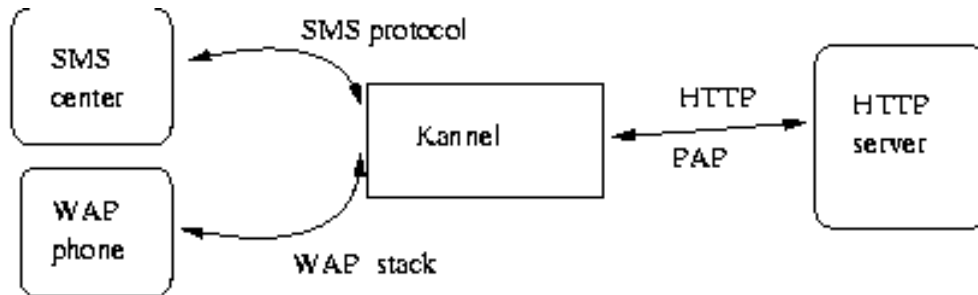 SMS protocol
SMS
center
Kannel
HTTP
PAP
HTTP
server
WAP
phone
WAP stack